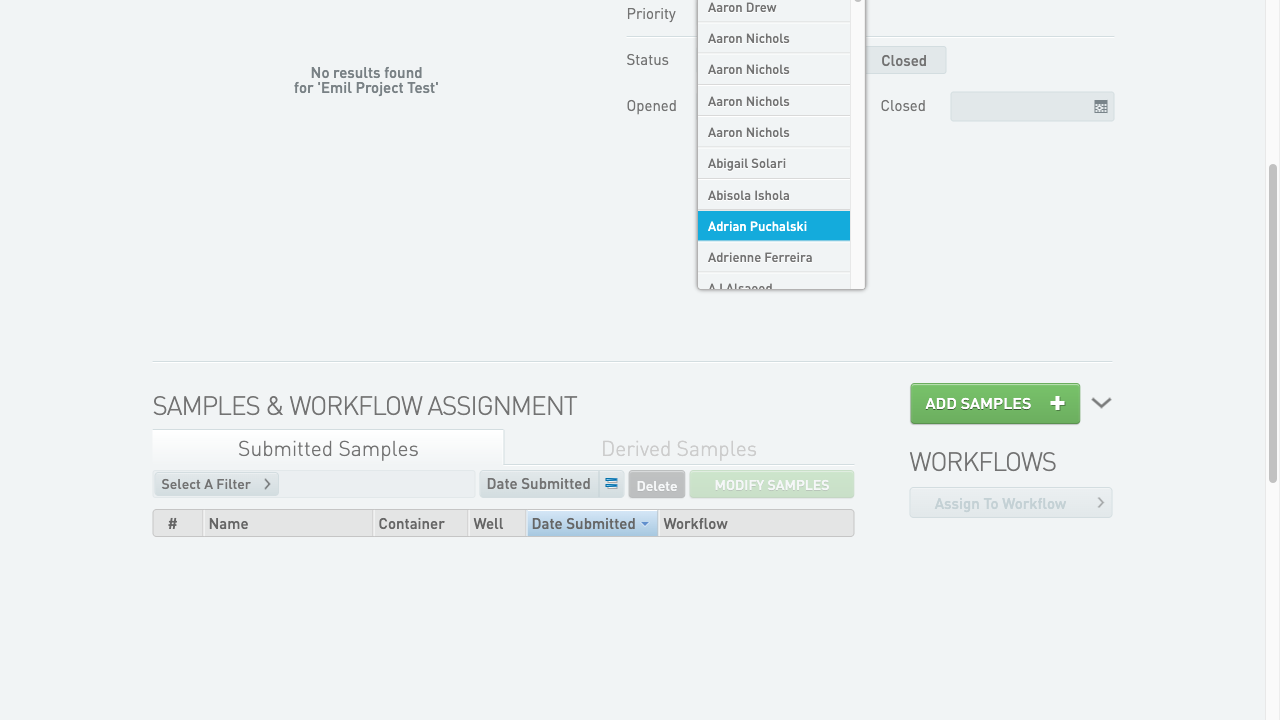 Aaron Drew
Priority
Aaron Nichols
Status
Closed
Aaron Nichols
No results found
for 'Emil Project Test'
Aaron Nichols
Opened
Closed
Aaron Nichols
Abigail Solari
Abisola Ishola
Adrian Puchalski
Adrienne Ferreira
AJ Alsaeed
SAMPLES & WORKFLOW ASSIGNMENT
ADD SAMPLES
Submitted Samples
Derived Samples
WORKFLOWS
Select A Filter
Date Submitted
Delete
MODIFY SAMPLES
Assign To Workflow
# Name Container Well Date Submitted Workflow